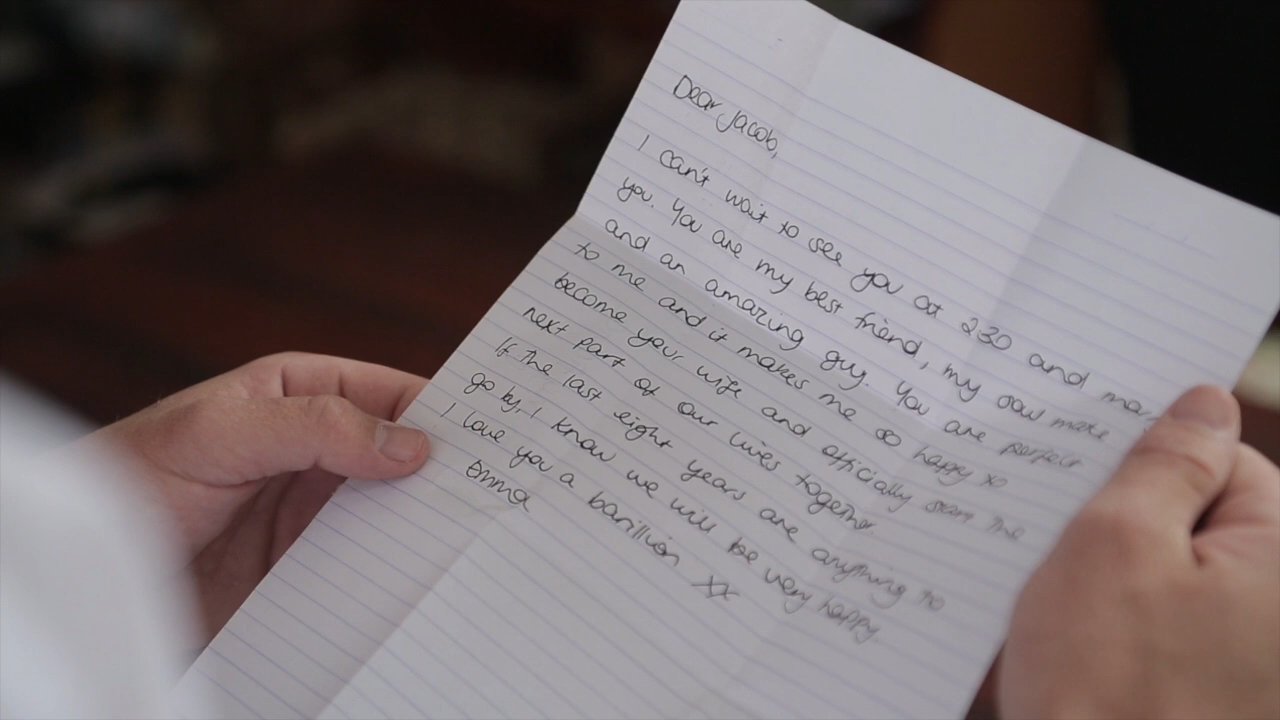 Dear Jacob,
I can't wait to see you at 230 and mar
you. You are my best friend, my soul mate
and an amazing guy. You are perfect
to me and it makes me so happy to
become your wife and officially start the
next part of our lives together.
If the last eight years are anything to
go by, I know we will be very happy
I love you a barillion xx
Emma